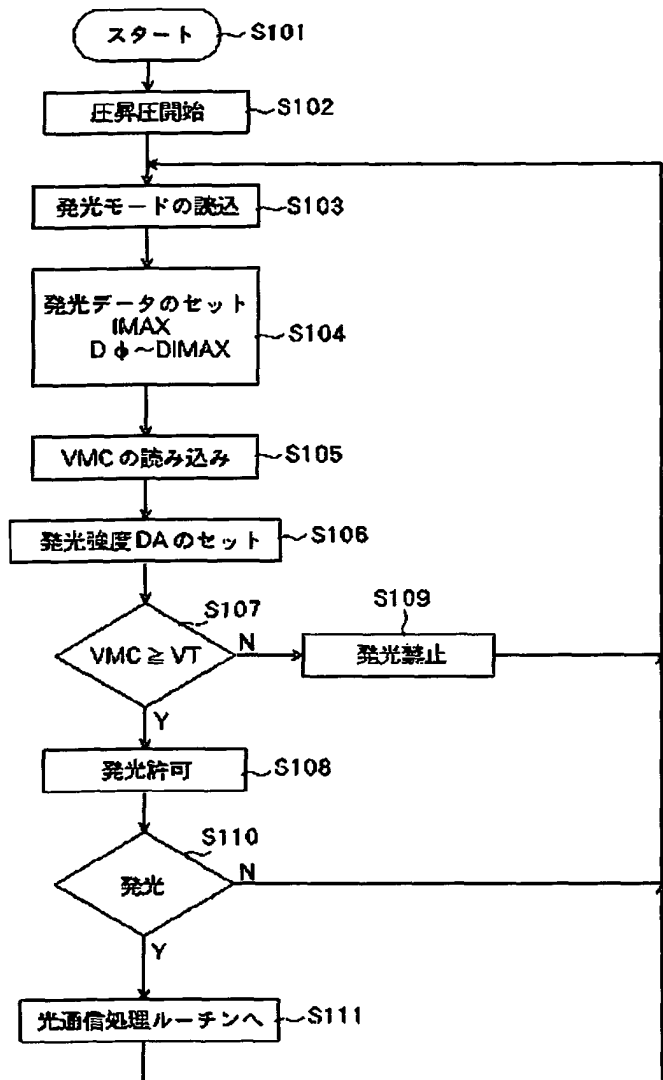 スタート S101
圧昇圧開始 S102
発光モードの読込 S103
発光データのセット
IMAX
Dφ～DIMAX
S104
VMCの読み込み S105
発光強度DAのセット S106
S107
VMC≧VT
N
S109
発光禁止
Y
発光許可 S108
S110
発光
N
Y
光通信処理ルーチンへ S111